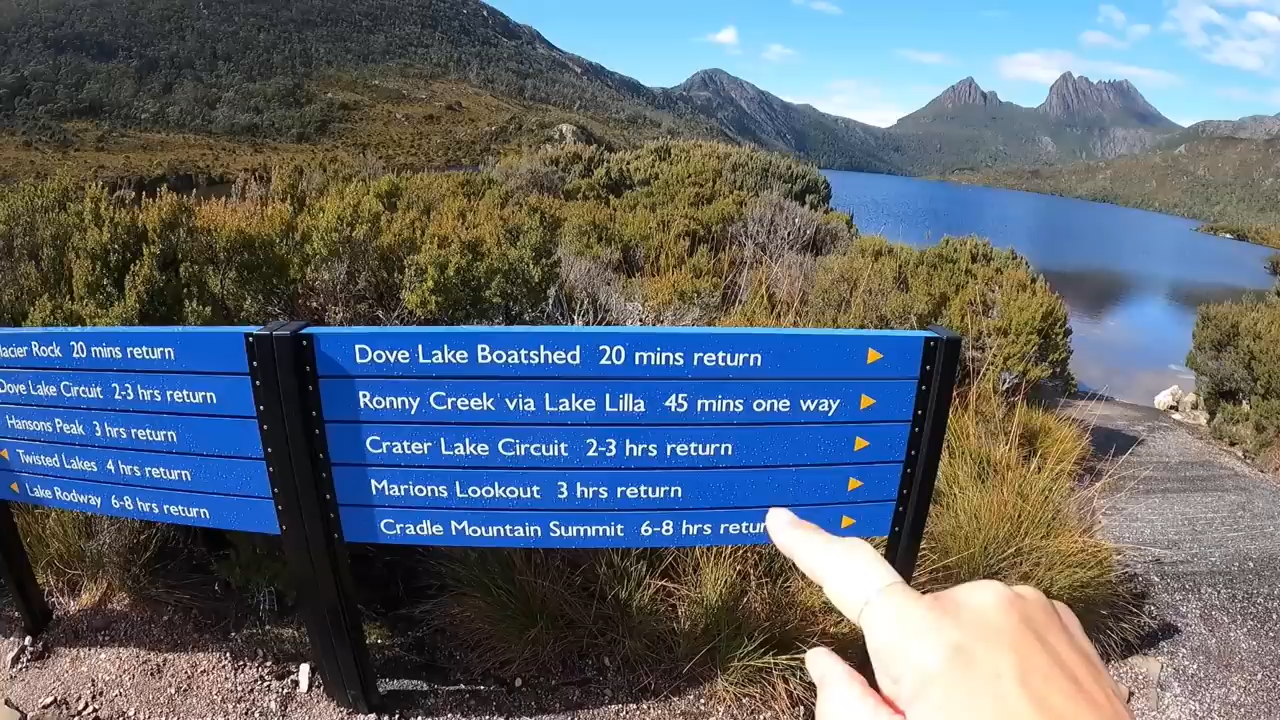 lacier Rock 20 mins return
Dove Lake Circuit 2-3 hrs return
Hansons Peak 3 hrs return
Twisted Lakes 4 hrs return
Lake Rodway 6-8 hrs return
Dove Lake Boatshed 20 mins return
Ronny Creek via Lake Lilla 45 mins one way
Crater Lake Circuit 2-3 hrs return
Marions Lookout 3 hrs return
Cradle Mountain Summit 6-8 hrs retur